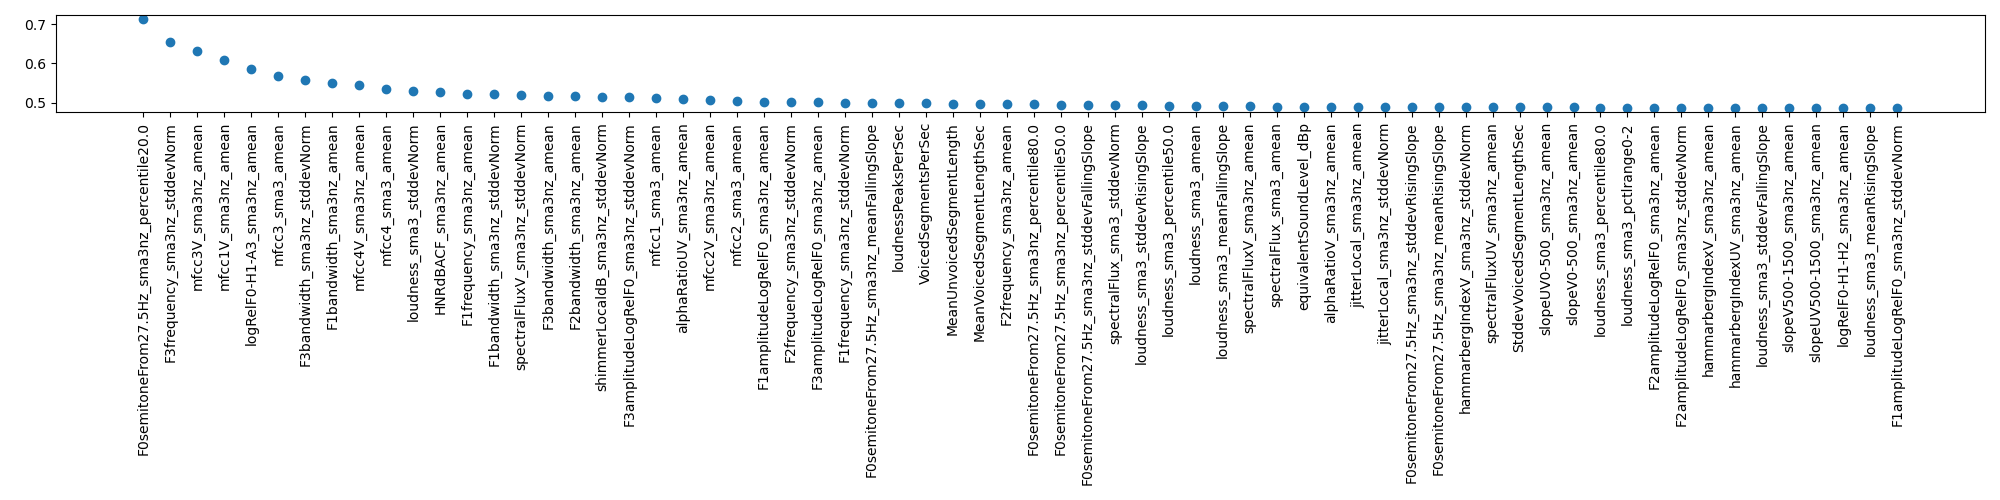 0.7
0.6
0.5
F0semitoneFrom27.5Hz_sma3nz_percentile20.0
F3frequency_sma3nz_stddevNorm
mfcc3V_sma3nz_amean
mfcc1V_sma3nz_amean
logRelF0-H1-A3_sma3nz_amean
mfcc3_sma3_amean
F3bandwidth_sma3nz_stddevNorm
F1bandwidth_sma3nz_amean
mfcc4V_sma3nz_amean
mfcc4_sma3_amean
loudness_sma3_stddevNorm
HNRdBACF_sma3nz_amean
F1frequency_sma3nz_amean
F1bandwidth_sma3nz_stddevNorm
spectralFluxV_sma3nz_stddevNorm
F3bandwidth_sma3nz_amean
F2bandwidth_sma3nz_amean
shimmerLocaldB_sma3nz_stddevNorm
F3amplitudeLogRelF0_sma3nz_stddevNorm
mfcc1_sma3_amean
alphaRatioUV_sma3nz_amean
mfcc2V_sma3nz_amean
mfcc2_sma3_amean
F1amplitudeLogRelF0_sma3nz_amean
F2frequency_sma3nz_stddevNorm
F3amplitudeLogRelF0_sma3nz_amean
F1frequency_sma3nz_stddevNorm
F0semitoneFrom27.5Hz_sma3nz_meanFallingSlope
loudnessPeaksPerSec
VoicedSegmentsPerSec
MeanUnvoicedSegmentLength
MeanVoicedSegmentLengthSec
F2frequency_sma3nz_amean
F0semitoneFrom27.5Hz_sma3nz_percentile80.0
F0semitoneFrom27.5Hz_sma3nz_percentile50.0
F0semitoneFrom27.5Hz_sma3nz_stddevFallingSlope
spectralFlux_sma3_stddevNorm
loudness_sma3_stddevRisingSlope
loudness_sma3_percentile50.0
loudness_sma3_amean
loudness_sma3_meanFallingSlope
spectralFluxV_sma3nz_amean
spectralFlux_sma3_amean
equivalentSoundLevel_dBp
alphaRatioV_sma3nz_amean
jitterLocal_sma3nz_amean
jitterLocal_sma3nz_stddevNorm
F0semitoneFrom27.5Hz_sma3nz_stddevRisingSlope
F0semitoneFrom27.5Hz_sma3nz_meanRisingSlope
hammarbergIndexV_sma3nz_stddevNorm
spectralFluxUV_sma3nz_amean
StddevVoicedSegmentLengthSec
slopeUV0-500_sma3nz_amean
slopeV0-500_sma3nz_amean
loudness_sma3_percentile80.0
loudness_sma3_pctlrange0-2
F2amplitudeLogRelF0_sma3nz_amean
F2amplitudeLogRelF0_sma3nz_stddevNorm
hammarbergIndexV_sma3nz_amean
hammarbergIndexUV_sma3nz_amean
loudness_sma3_stddevFallingSlope
slopeV500-1500_sma3nz_amean
slopeUV500-1500_sma3nz_amean
logRelF0-H1-H2_sma3nz_amean
loudness_sma3_meanRisingSlope
F1amplitudeLogRelF0_sma3nz_stddevNorm